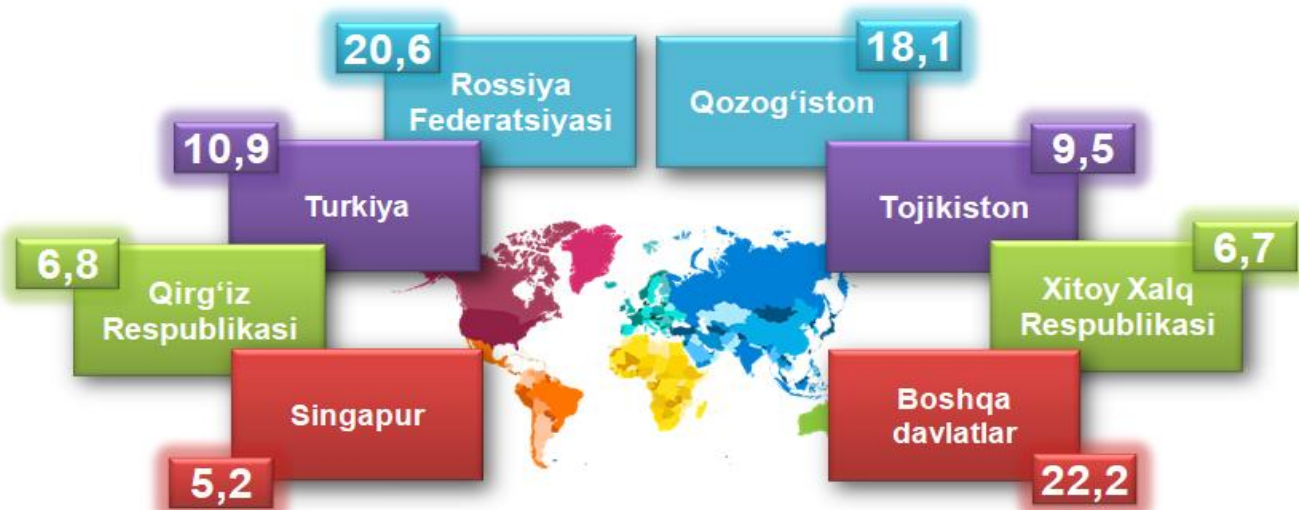 20,6
Rossiya
Federatsiyasi
18,1
Qozog‘iston
10,9
Turkiya
9,5
Tojikiston
6,8
Qirg‘iz
Respublikasi
6,7
Xitoy Xalq
Respublikasi
Singapur
5,2
Boshqa
davlatlar
22,2